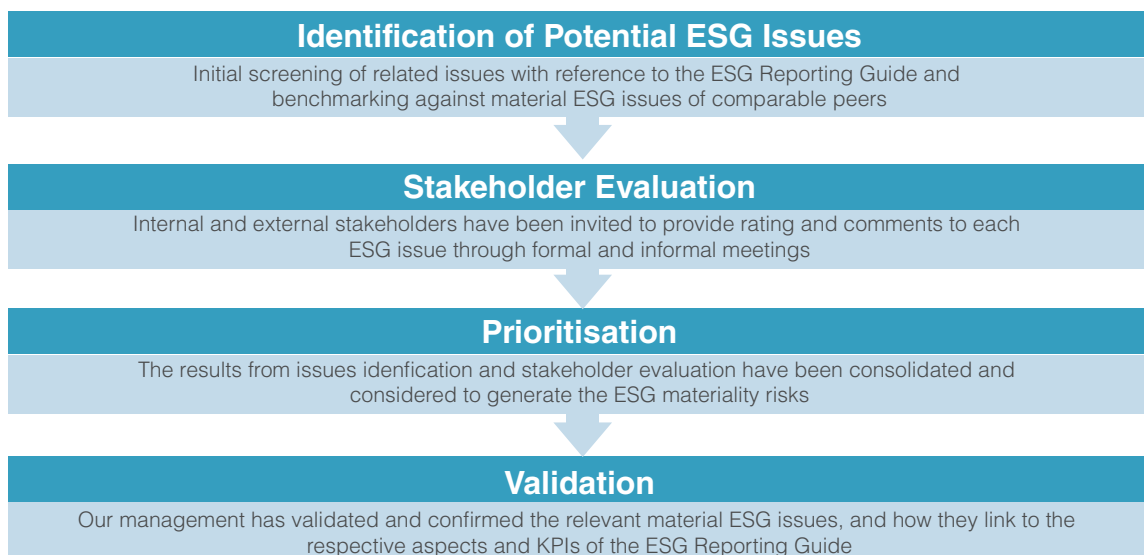 Identification of Potential ESG Issues
Initial screening of related issues with reference to the ESG Reporting Guide and
benchmarking against material ESG issues of comparable peers
Stakeholder Evaluation
Internal and external stakeholders have been invited to provide rating and comments to each
ESG issue through formal and informal meetings
Prioritisation
The results from issues idenfication and stakeholder evaluation have been consolidated and
considered to generate the ESG materiality risks
Validation
Our management has validated and confirmed the relevant material ESG issues, and how they link to the
respective aspects and KPIs of the ESG Reporting Guide